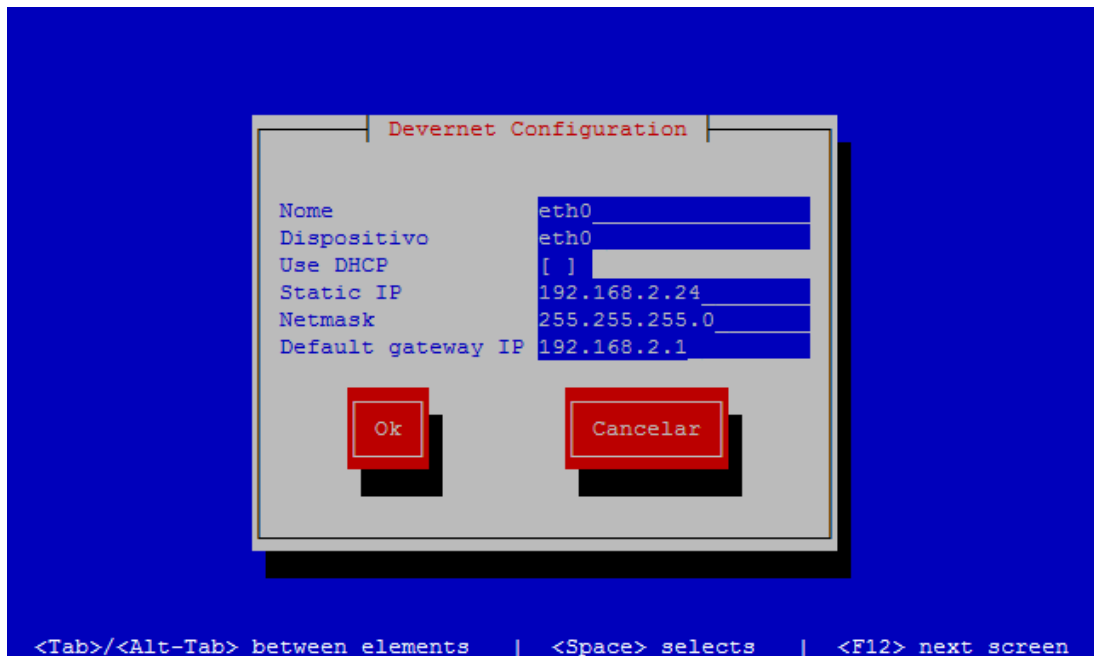 Devernet Configuration
Nome eth0
Dispositivo eth0
Use DHCP [ ]
Static IP 192.168.2.24
Netmask 255.255.255.0
Default gateway IP 192.168.2.1
Ok Cancelar
<Tab>/<Alt-Tab> between elements | <Space> selects | <F12> next screen